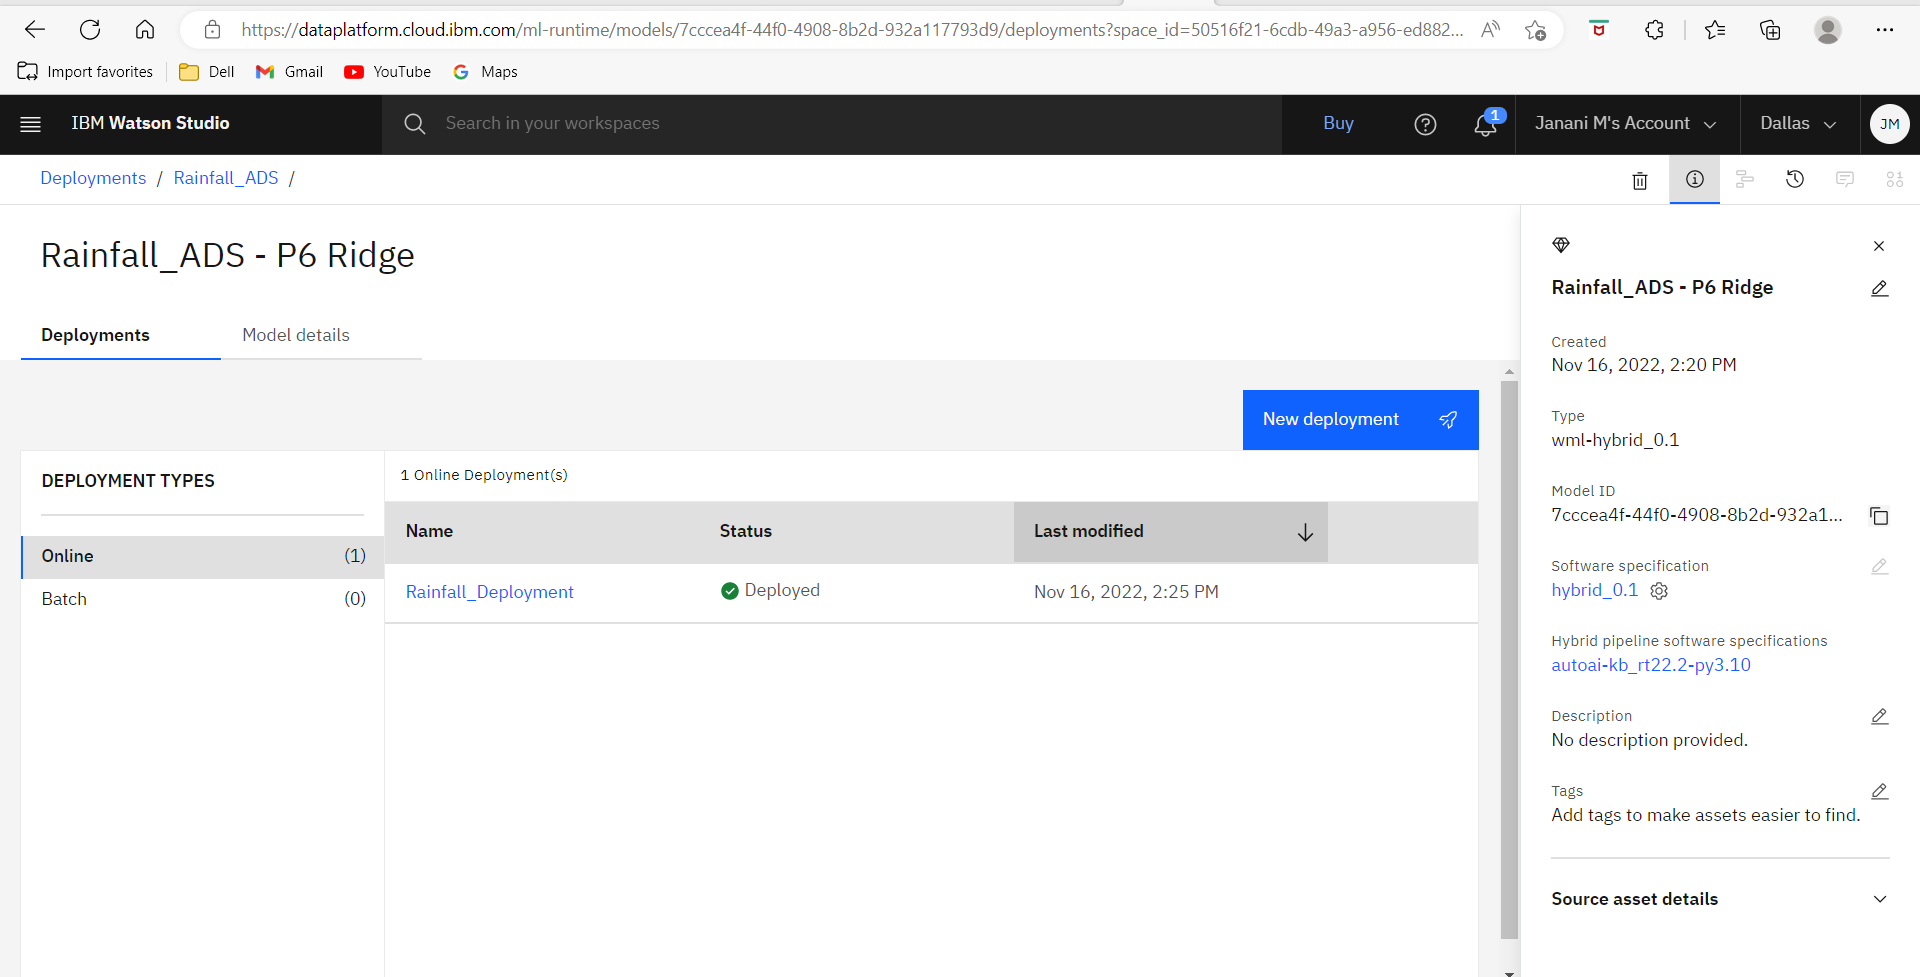 https://dataplatform.cloud.ibm.com/ml-runtime/models/7cccea4f-44f0-4908-8b2d-932a117793d9/deployments?space_id=50516f21-6cdb-49a3-a956-ed882...
Import favorites
Dell
Gmail
YouTube
Maps
IBM Watson Studio
Search in your workspaces
Buy
1
Janani M's Account
Dallas
JM
Deployments / Rainfall_ADS /
Rainfall_ADS - P6 Ridge
Deployments
Model details
New deployment
DEPLOYMENT TYPES
Online (1)
Batch (0)
1 Online Deployment(s)
Name Status Last modified
Rainfall_Deployment Deployed Nov 16, 2022, 2:25 PM
Rainfall_ADS - P6 Ridge
Created
Nov 16, 2022, 2:20 PM
Type
wml-hybrid_0.1
Model ID
7cccea4f-44f0-4908-8b2d-932a1...
Software specification
hybrid_0.1
Hybrid pipeline software specifications
autoai-kb_rt22.2-py3.10
Description
No description provided.
Tags
Add tags to make assets easier to find.
Source asset details